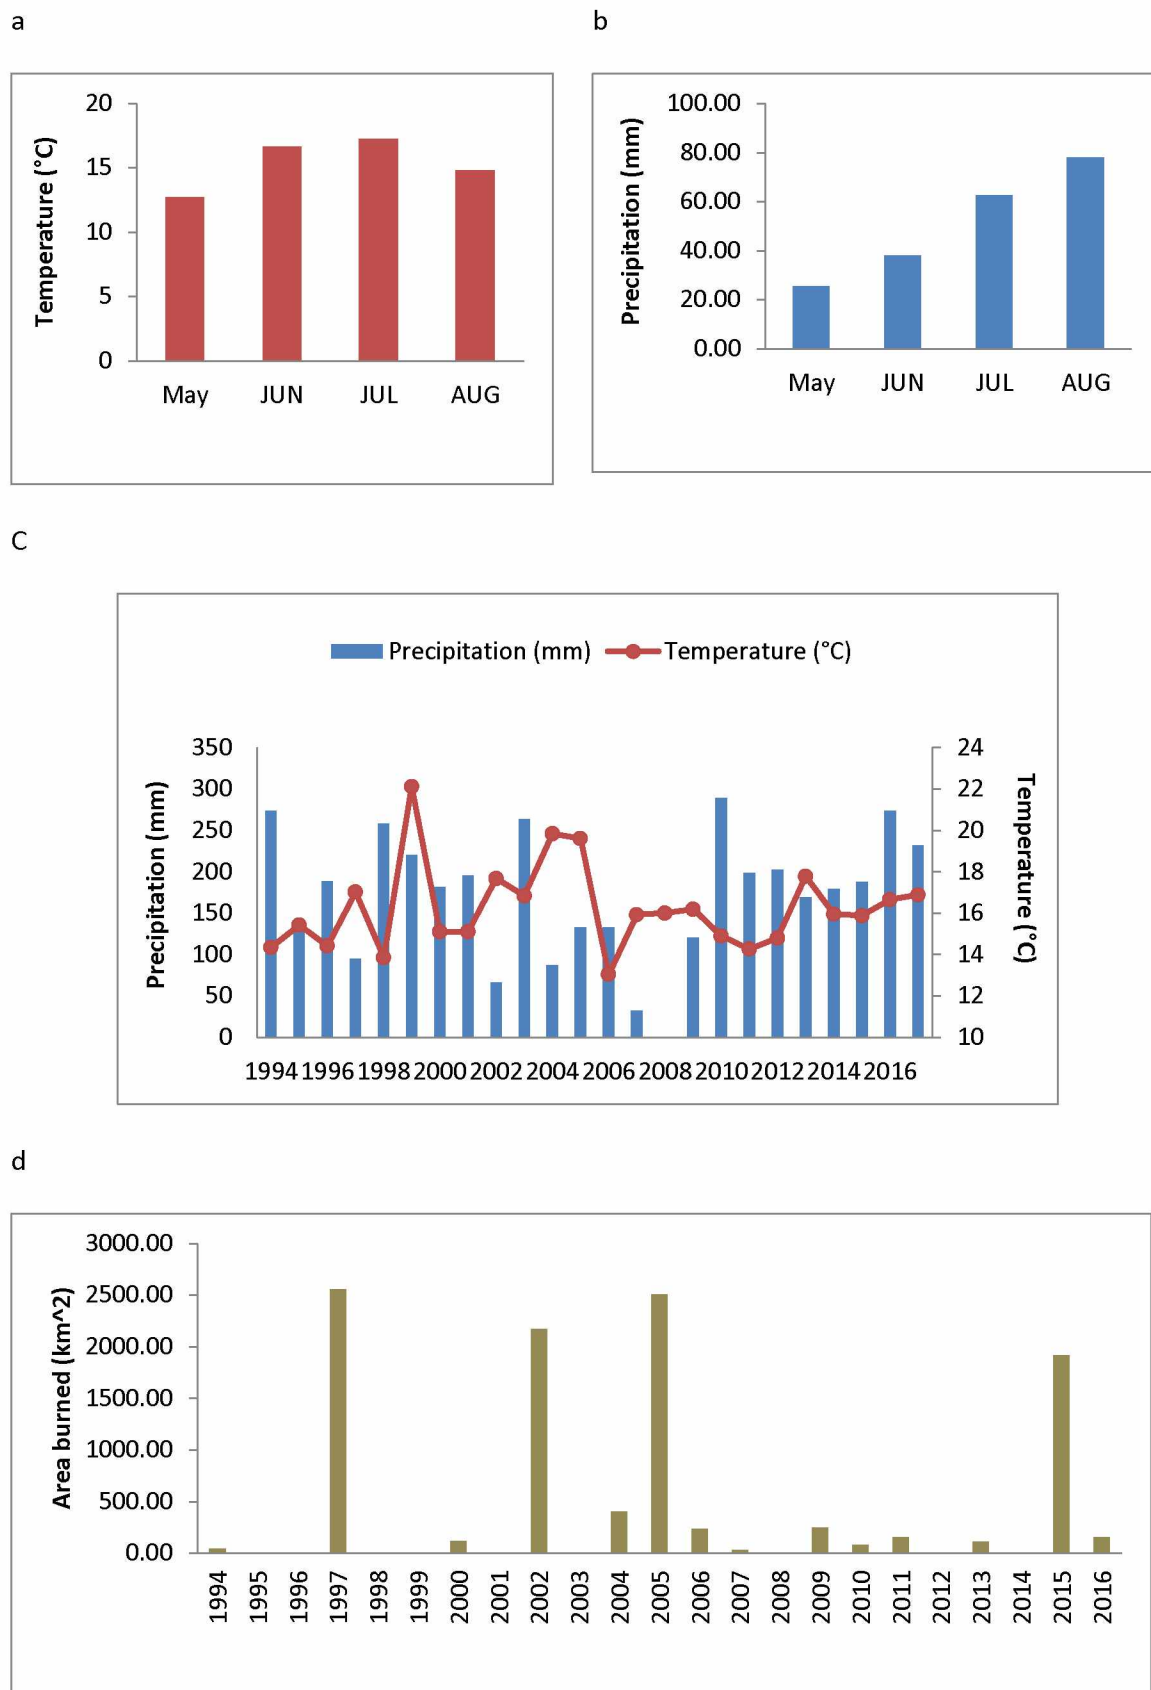 a
b
20
15
10
5
0
Temperature (°C)
May JUN JUL AUG
100.00
80.00
60.00
40.00
20.00
0.00
Precipitation (mm)
May JUN JUL AUG
C
Precipitation (mm) Temperature (°C)
350
300
250
200
150
100
50
0
Precipitation (mm)
24
22
20
18
16
14
12
10
Temperature (°C)
1994 1996 1998 2000 2002 2004 2006 2008 2010 2012 2014 2016
d
3000.00
2500.00
2000.00
1500.00
1000.00
500.00
0.00
Area burned (km^2)
1994 1995 1996 1997 1998 1999 2000 2001 2002 2003 2004 2005 2006 2007 2008 2009 2010 2011 2012 2013 2014 2015 2016